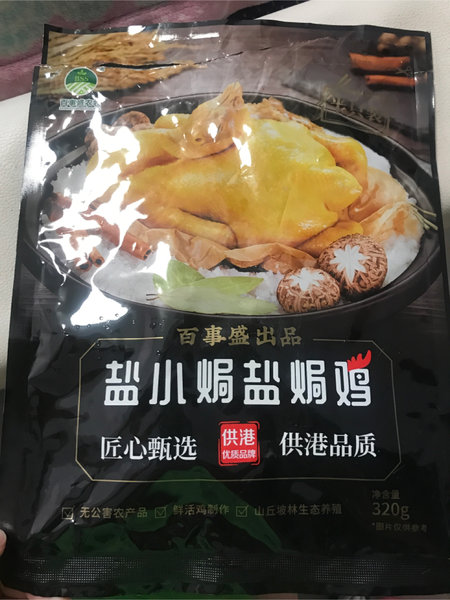 BSS
百事盛出品
盐小焗盐焗鸡
匠心甄选
供港
优质品牌
供港品质
无公害农产品
鲜活鸡制作
山丘坡林生态养殖
净含量
320g
*图片仅供参考